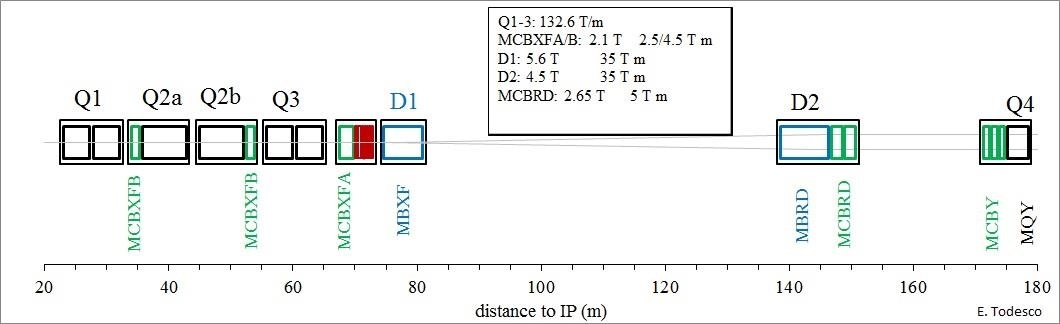 Q1-3: 132.6 T/m
MCBXFA/B: 2.1 T 2.5/4.5 T m
D1: 5.6 T 35 T m
D2: 4.5 T 35 T m
MCBRD: 2.65 T 5 T m
Q1 Q2a Q2b Q3 D1 D2 Q4
MCBXFB MCBXFB MCBXFA MBXF MBRD MCBRD MCBY MQY
20 40 60 80 100 120 140 160 180
distance to IP (m)
E. Todesco